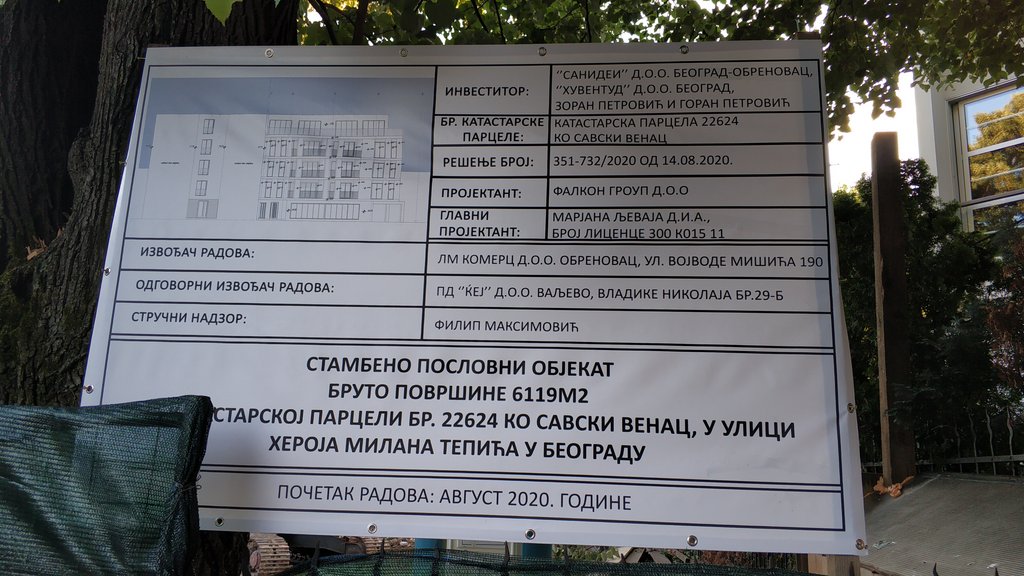 ИНВЕСТИТОР:
‘‘САНИДЕИ’’ Д.О.О. БЕОГРАД-ОБРЕНОВАЦ,
‘‘ХУВЕНТУД’’ Д.О.О. БЕОГРАД,
ЗОРАН ПЕТРОВИЋ И ГОРАН ПЕТРОВИЋ
БР. КАТАСТАРСКЕ
ПАРЦЕЛЕ:
КАТАСТАРСКА ПАРЦЕЛА 22624
КО САВСКИ ВЕНАЦ
РЕШЕЊЕ БРОЈ:
351-732/2020 ОД 14.08.2020.
ПРОЈЕКТАНТ:
ФАЛКОН ГРОУП Д.О.О
ГЛАВНИ
ПРОЈЕКТАНТ:
МАРЈАНА ЉЕВАЈА Д.И.А.,
БРОЈ ЛИЦЕНЦЕ 300 К015 11
ИЗВОЂАЧ РАДОВА:
ЛМ КОМЕРЦ Д.О.О. ОБРЕНОВАЦ, УЛ. ВОЈВОДЕ МИШИЋА 190
ОДГОВОРНИ ИЗВОЂАЧ РАДОВА:
ПД ‘‘ЌЕЈ’’ Д.О.О. ВАЉЕВО, ВЛАДИКЕ НИКОЛАЈА БР.29-Б
СТРУЧНИ НАДЗОР:
ФИЛИП МАКСИМОВИЋ
СТАМБЕНО ПОСЛОВНИ ОБЈЕКАТ
БРУТО ПОВРШИНЕ 6119М2
СТАРСКОЈ ПАРЦЕЛИ БР. 22624 КО САВСКИ ВЕНАЦ, У УЛИЦИ
ХЕРОЈА МИЛАНА ТЕПИЋА У БЕОГРАДУ
ПОЧЕТАК РАДОВА: АВГУСТ 2020. ГОДИНЕ